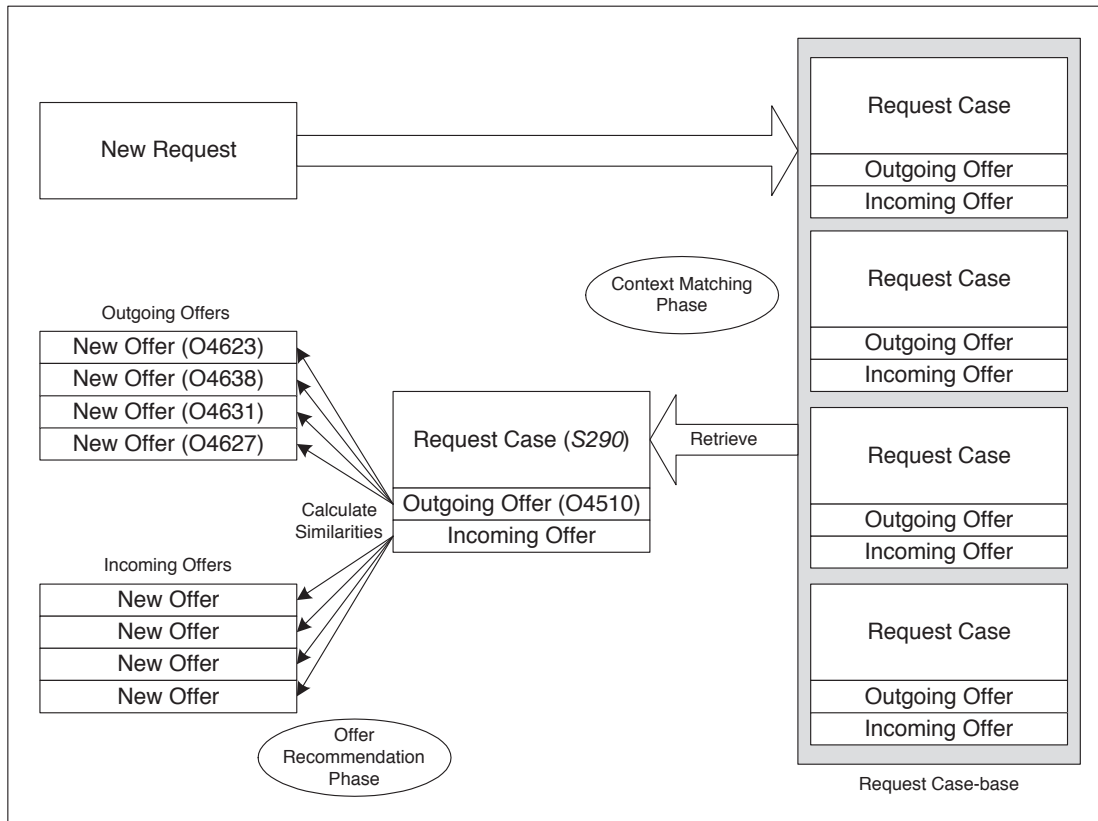 New Request
Request Case
Outgoing Offer
Incoming Offer
Request Case
Outgoing Offer
Incoming Offer
Context Matching
Phase
Outgoing Offers
New Offer (O4623)
New Offer (O4638)
New Offer (O4631)
New Offer (O4627)
Request Case (S290)
Outgoing Offer (O4510)
Incoming Offer
Retrieve
Request Case
Outgoing Offer
Incoming Offer
Calculate
Similarities
Incoming Offers
New Offer
New Offer
New Offer
New Offer
Request Case
Outgoing Offer
Incoming Offer
Offer
Recommendation
Phase
Request Case-base